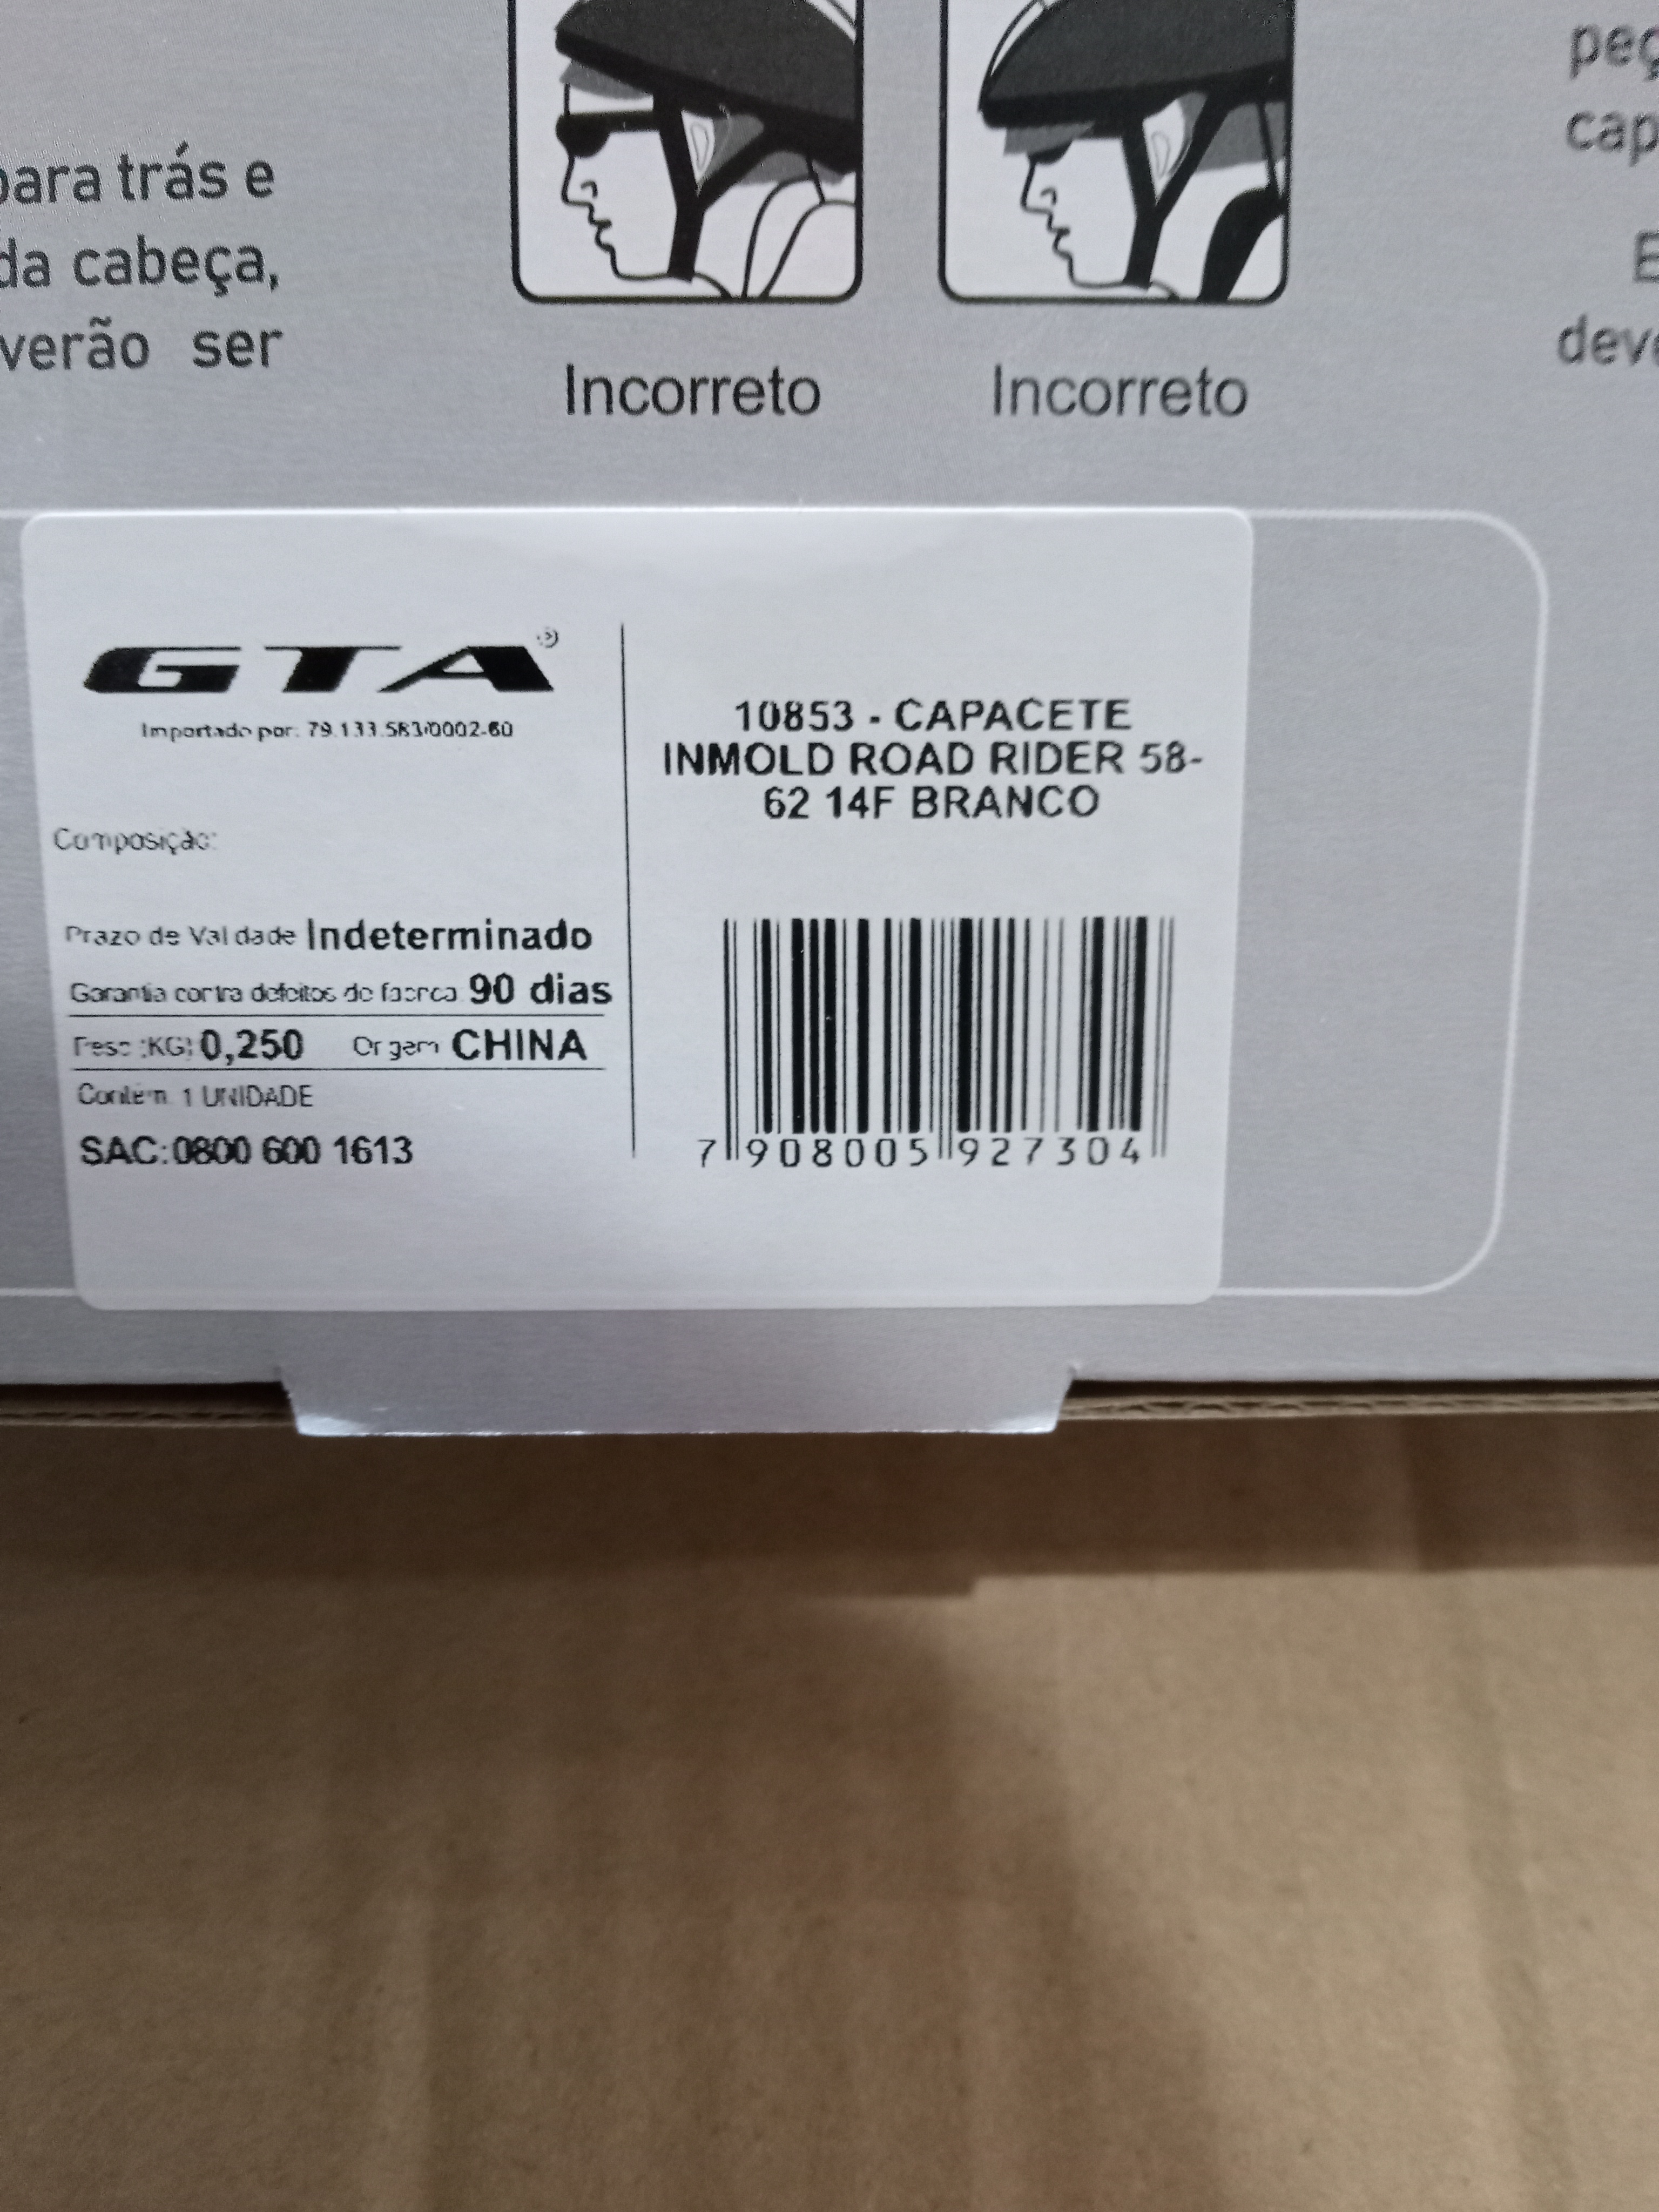 para trás e
da cabeça,
verão ser
Incorreto
Incorreto
cap
deve
GTA®
Importado por: 79.133.583/0002-60
Composição:
Prazo de Validade Indeterminado
Garantia contra defeitos de fabrica 90 dias
Peso (KG) 0,250 Origem CHINA
Contém 1 UNIDADE
SAC:0800 600 1613
10853 - CAPACETE
INMOLD ROAD RIDER 58-
62 14F BRANCO
7 908005 927304